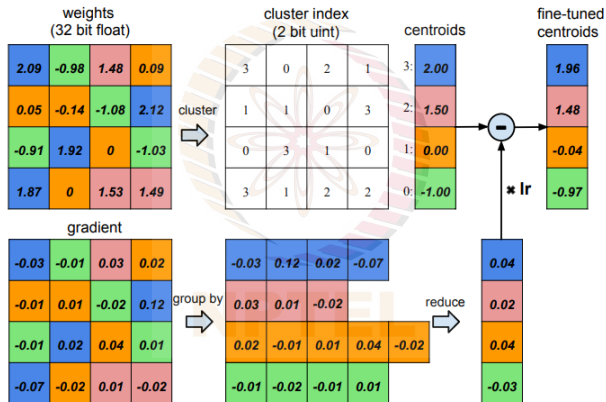 weights
(32 bit float)
cluster index
(2 bit uint)
centroids
fine-tuned
centroids
2.09 -0.98 1.48 0.09
0.05 -0.14 -1.08 2.12
-0.91 1.92 0 -1.03
1.87 0 1.53 1.49
cluster
3 0 2 1
1 1 0 3
0 3 1 0
3 1 2 2
3: 2.00
2: 1.50
1: 0.00
0: -1.00
-
× lr
1.96
1.48
-0.04
-0.97
gradient
-0.03 -0.01 0.03 0.02
-0.01 0.01 -0.02 0.12
-0.01 0.02 0.04 0.01
-0.07 -0.02 0.01 -0.02
group by
-0.03 0.12 0.02 -0.07
0.03 0.01 -0.02
0.02 -0.01 0.01 0.04 -0.02
-0.01 -0.02 -0.01 0.01
reduce
0.04
0.02
0.04
-0.03
NPTEL